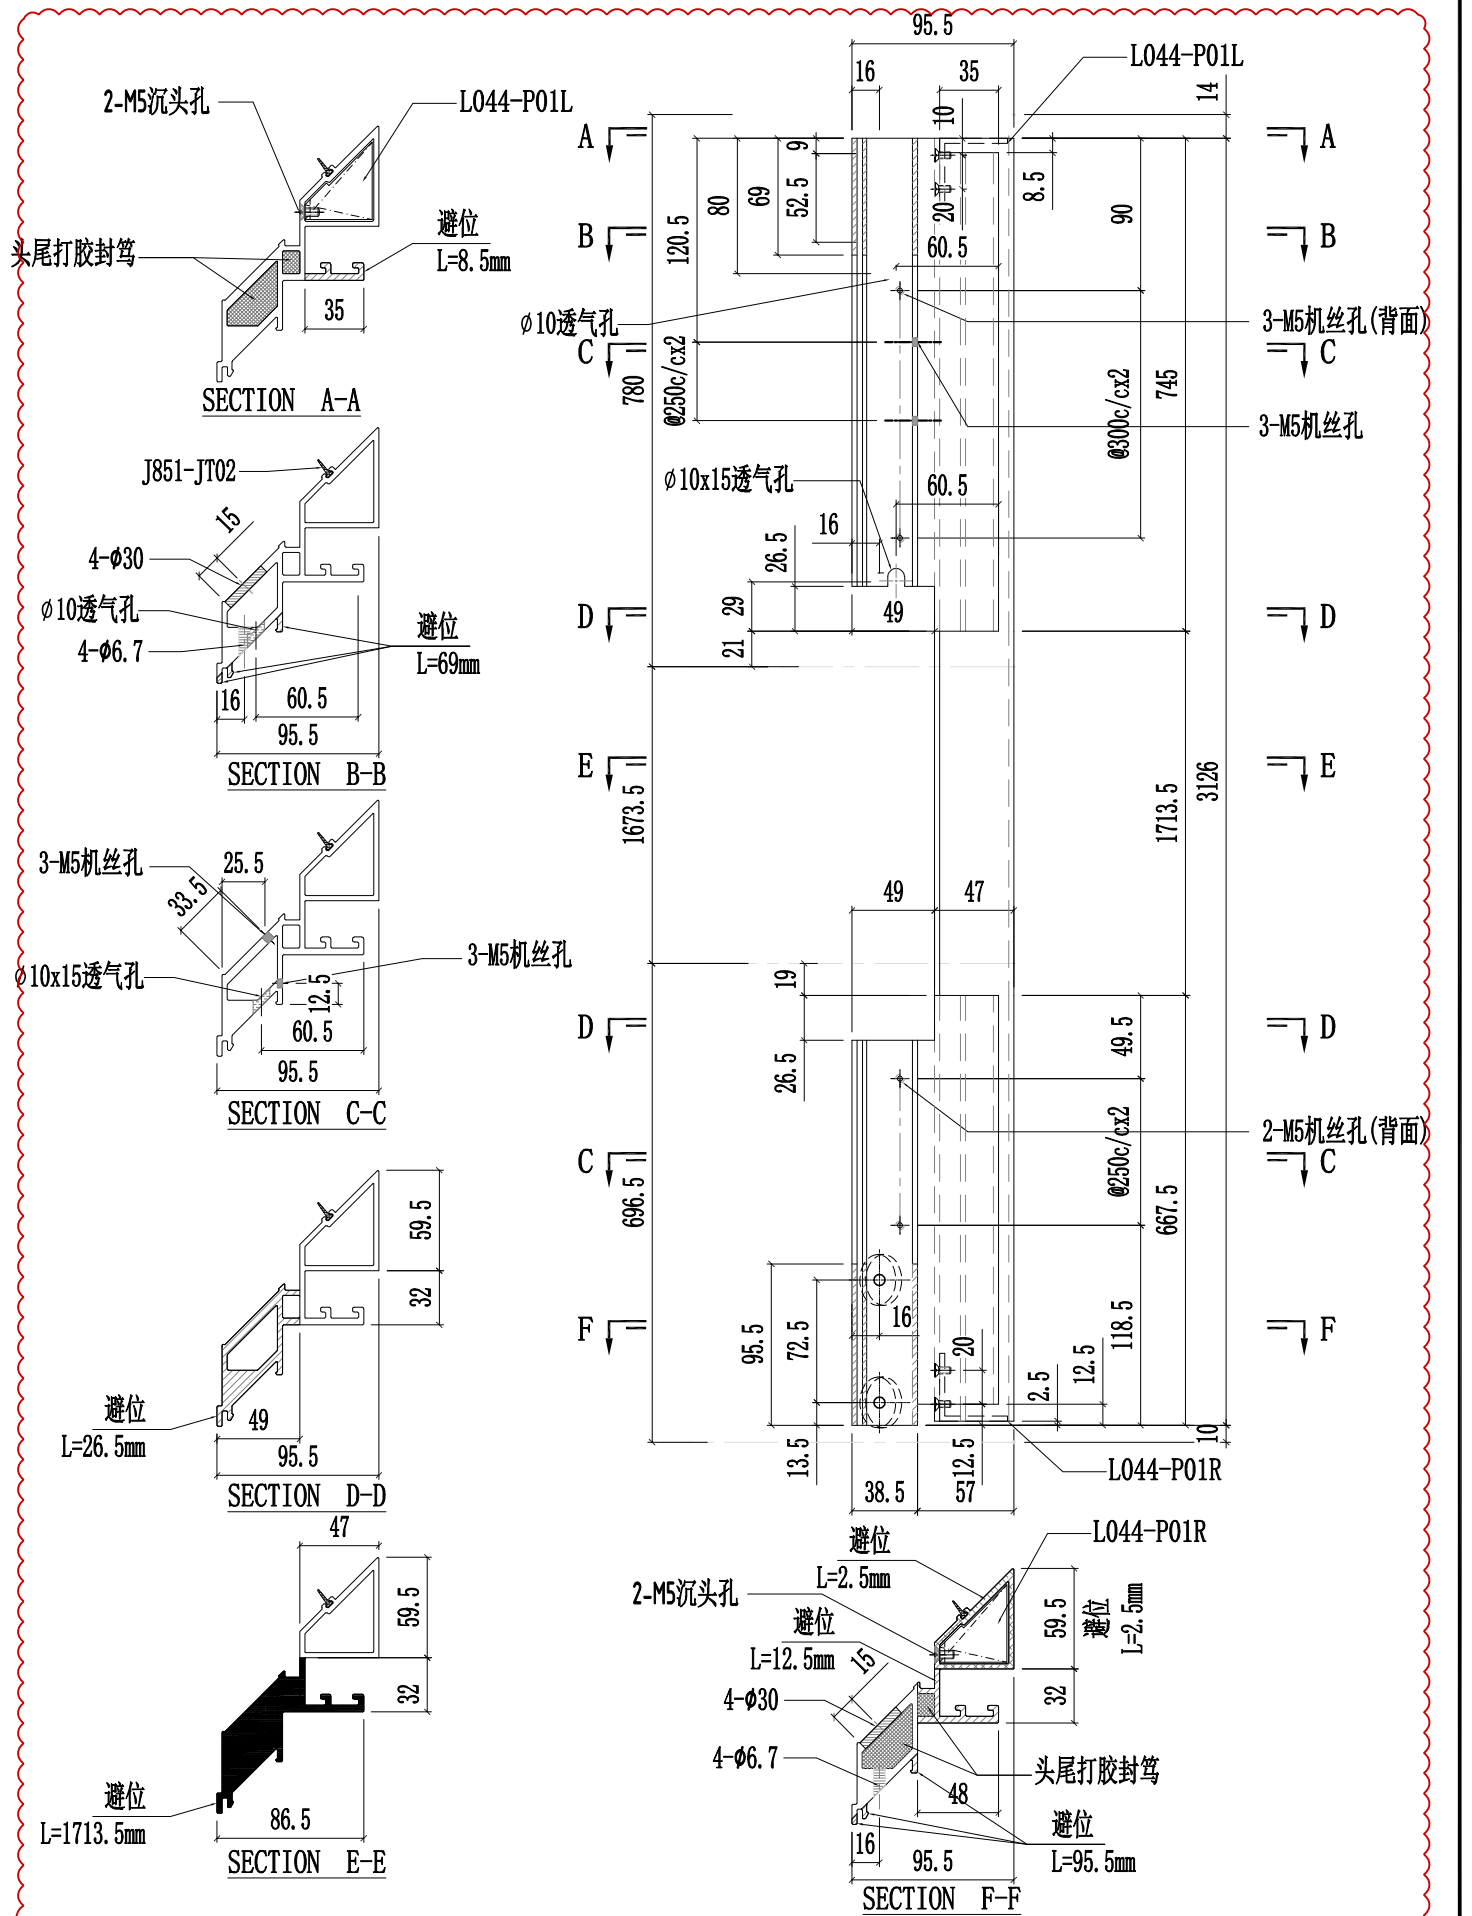 2-M5沉头孔
L044-P01L
避位
L=8.5mm
头尾打胶封笃
35
SECTION A-A
J851-JT02
15
4-ϕ30
ϕ10透气孔
4-ϕ6.7
避位
L=69mm
16
60.5
95.5
SECTION B-B
3-M5机丝孔
25.5
33.5
ϕ10x15透气孔
3-M5机丝孔
12.5
60.5
95.5
SECTION C-C
59.5
32
避位
L=26.5mm
49
95.5
SECTION D-D
47
59.5
32
避位
L=1713.5mm
86.5
SECTION E-E
95.5
L044-P01L
16
35
14
10
A
A
9
8.5
80
69
52.5
20
90
120.5
B
B
60.5
ϕ10透气孔
3-M5机丝孔(背面)
C
C
780
@250c/cx2
@300c/cx2
745
3-M5机丝孔
ϕ10x15透气孔
60.5
16
26.5
29
49
D
D
21
E
E
1673.5
1713.5
3126
49
47
19
D
D
26.5
49.5
2-M5机丝孔(背面)
@250c/cx2
C
C
696.5
667.5
16
118.5
F
F
95.5
72.5
20
12.5
2.5
13.5
12.5
10
L044-P01R
38.5
57
避位
L=2.5mm
L044-P01R
2-M5沉头孔
避位
L=12.5mm
15
59.5
避位
L=2.5mm
4-ϕ30
32
4-ϕ6.7
头尾打胶封笃
48
避位
L=95.5mm
16
95.5
SECTION F-F